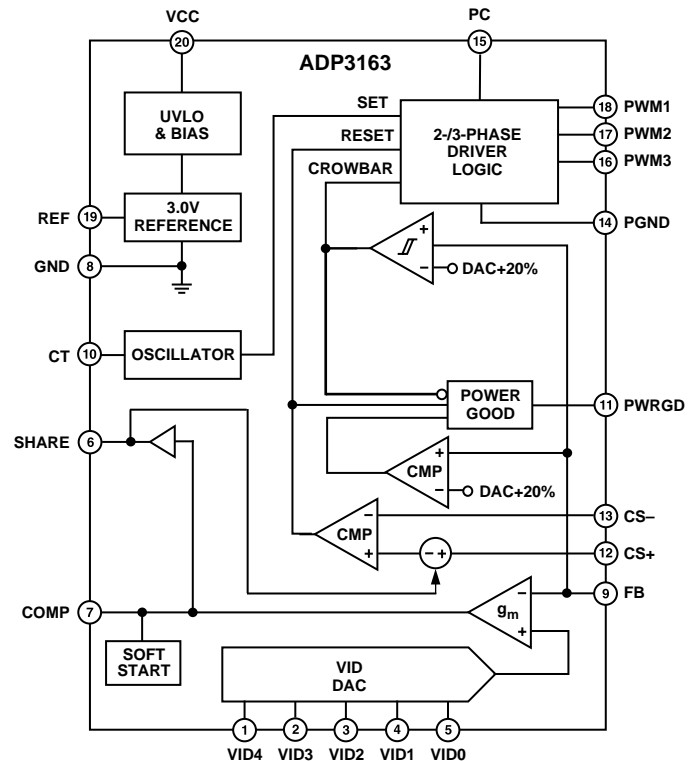 VCC
PC
20
15
ADP3163
SET
UVLO
& BIAS
RESET
2-/3-PHASE
DRIVER
LOGIC
18 PWM1
17 PWM2
16 PWM3
CROWBAR
REF 19
3.0V
REFERENCE
14 PGND
+
GND 8
− DAC+20%
CT 10 OSCILLATOR
POWER
GOOD
11 PWRGD
SHARE 6
+
CMP
− DAC+20%
− 13 CS−
CMP
+ − + 12 CS+
− 9 FB
COMP 7
gm
+
SOFT
START
VID
DAC
1 2 3 4 5
VID4 VID3 VID2 VID1 VID0